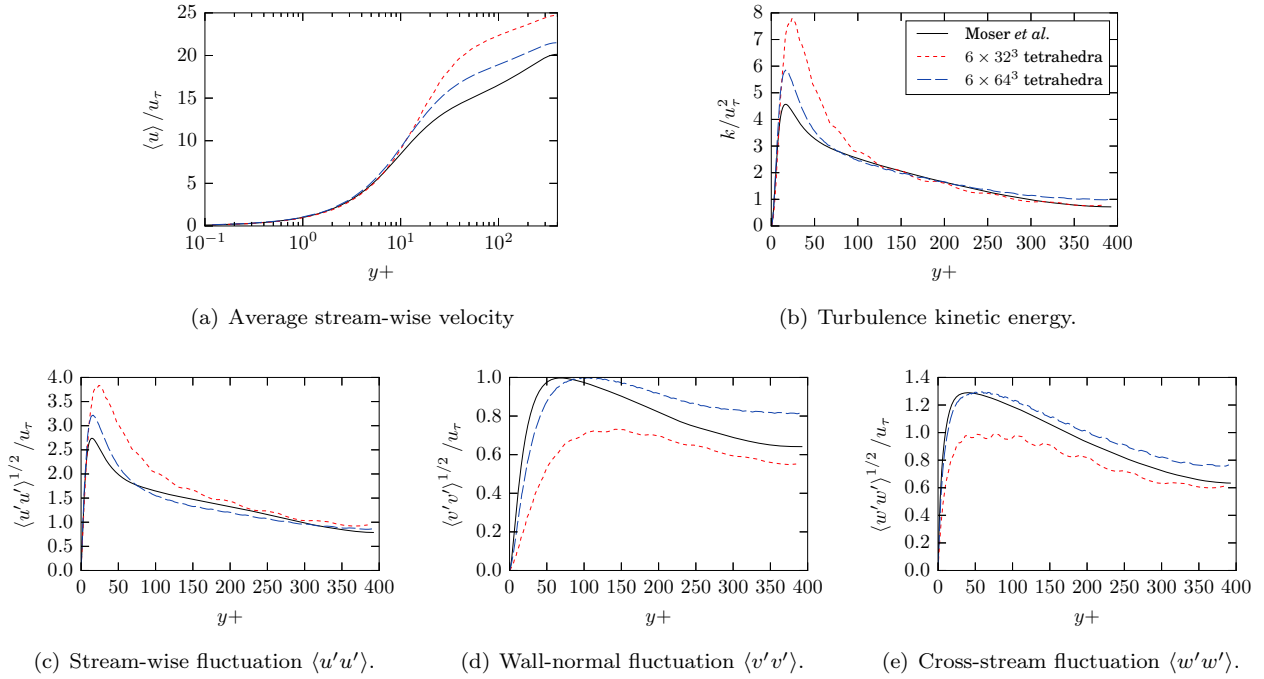 25
20
15
10
5
0
10⁻¹
10⁰
10¹
10²
y+
⟨u⟩/u_τ
(a) Average stream-wise velocity
8
7
6
5
4
3
2
1
0
0 50 100 150 200 250 300 350 400
y+
k/u_τ²
Moser et al.
6 × 32³ tetrahedra
6 × 64³ tetrahedra
(b) Turbulence kinetic energy.
4.0
3.5
3.0
2.5
2.0
1.5
1.0
0.5
0.0
0 50 100 150 200 250 300 350 400
y+
⟨u′u′⟩^{1/2}/u_τ
(c) Stream-wise fluctuation ⟨u′u′⟩.
1.0
0.8
0.6
0.4
0.2
0.0
0 50 100 150 200 250 300 350 400
y+
⟨v′v′⟩^{1/2}/u_τ
(d) Wall-normal fluctuation ⟨v′v′⟩.
1.4
1.2
1.0
0.8
0.6
0.4
0.2
0.0
0 50 100 150 200 250 300 350 400
y+
⟨w′w′⟩^{1/2}/u_τ
(e) Cross-stream fluctuation ⟨w′w′⟩.